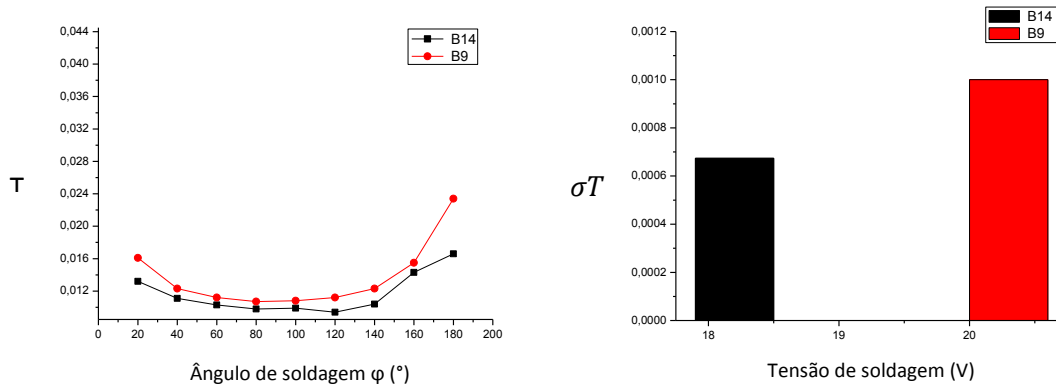 B14
B9
0,044
0,040
0,036
0,032
0,028
0,024
0,020
0,016
0,012
T
0 20 40 60 80 100 120 140 160 180 200
Ângulo de soldagem φ (°)
B14
B9
0,0012
0,0010
0,0008
0,0006
0,0004
0,0002
0,0000
σT
18 19 20
Tensão de soldagem (V)